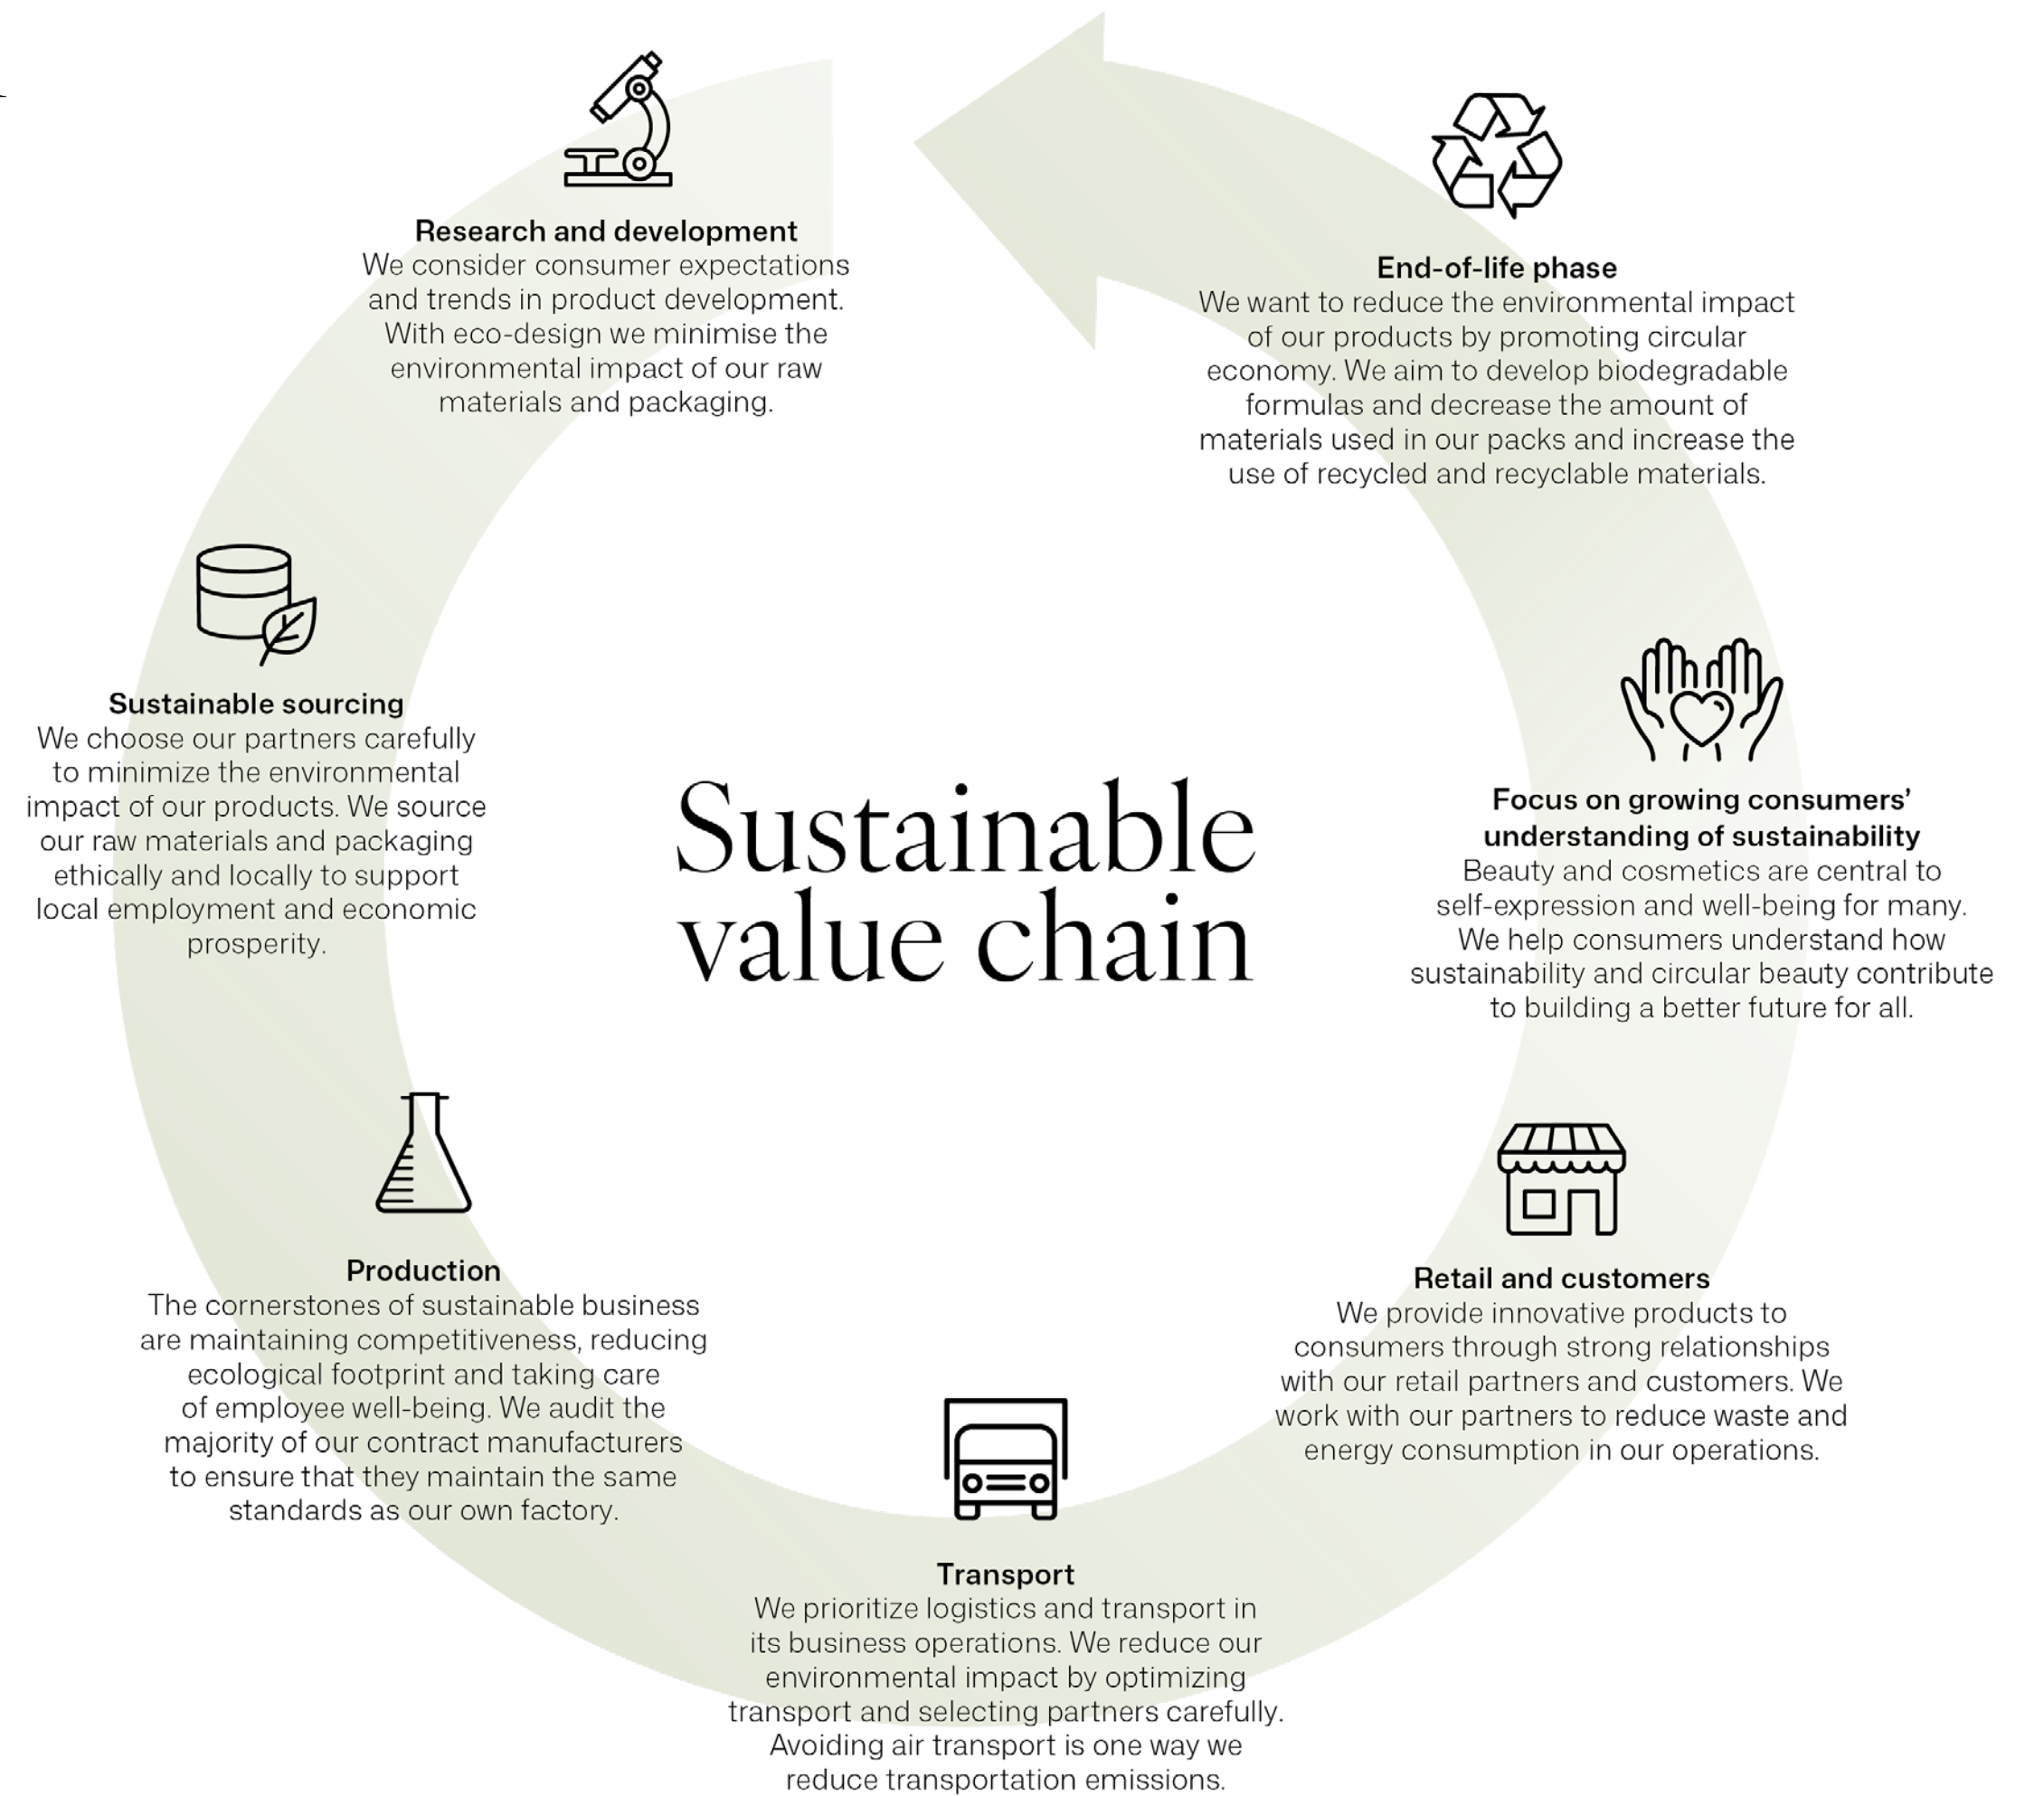 Research and development
We consider consumer expectations
and trends in product development.
With eco-design we minimise the
environmental impact of our raw
materials and packaging.
End-of-life phase
We want to reduce the environmental impact
of our products by promoting circular
economy. We aim to develop biodegradable
formulas and decrease the amount of
materials used in our packs and increase the
use of recycled and recyclable materials.
Sustainable sourcing
We choose our partners carefully
to minimize the environmental
impact of our products. We source
our raw materials and packaging
ethically and locally to support
local employment and economic
prosperity.
Sustainable
value chain
Focus on growing consumers’
understanding of sustainability
Beauty and cosmetics are central to
self-expression and well-being for many.
We help consumers understand how
sustainability and circular beauty contribute
to building a better future for all.
Production
The cornerstones of sustainable business
are maintaining competitiveness, reducing
ecological footprint and taking care
of employee well-being. We audit the
majority of our contract manufacturers
to ensure that they maintain the same
standards as our own factory.
Retail and customers
We provide innovative products to
consumers through strong relationships
with our retail partners and customers. We
work with our partners to reduce waste and
energy consumption in our operations.
Transport
We prioritize logistics and transport in
its business operations. We reduce our
environmental impact by optimizing
transport and selecting partners carefully.
Avoiding air transport is one way we
reduce transportation emissions.